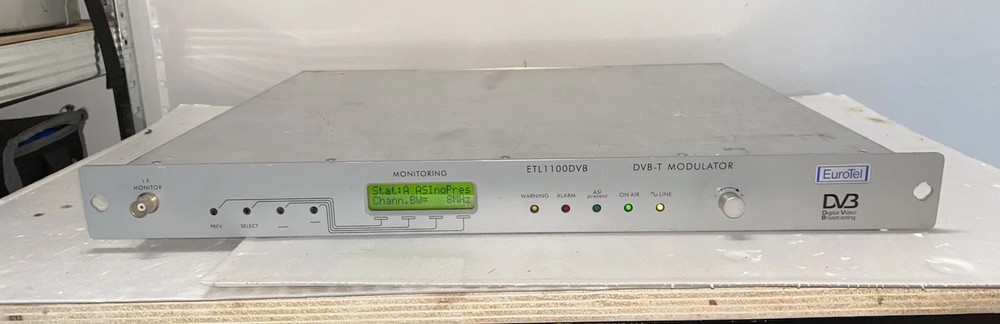 I.F.
MONITOR
PREV.
SELECT
MONITORING
Stat:A ASInoPres
Chann.BW= 8MHz
ETL1100DVB
DVB-T MODULATOR
WARNING
ALARM
ASI
present
ON AIR
LINE
EuroTel
DVB
Digital Video
Broadcasting